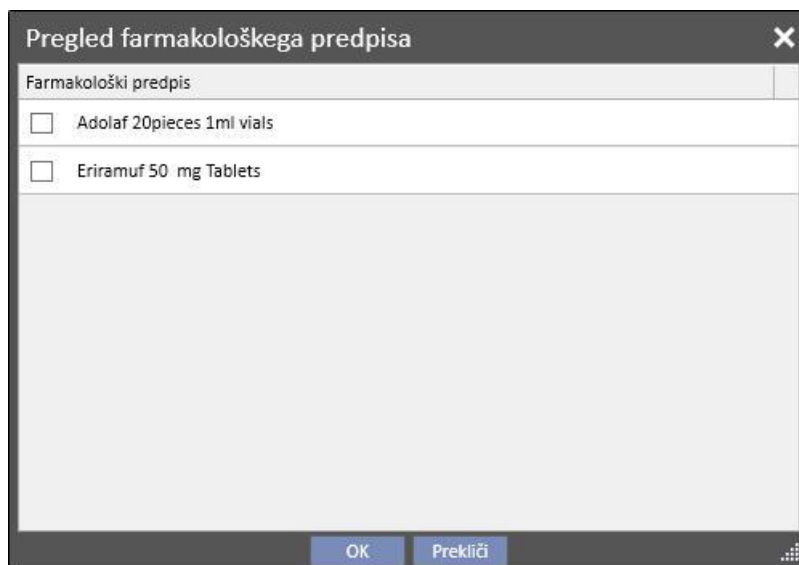 Pregled farmakološkega predpisa
Farmakološki predpis
Adolaf 20pieces 1ml vials
Eriramuf 50 mg Tablets
OK Prekliči